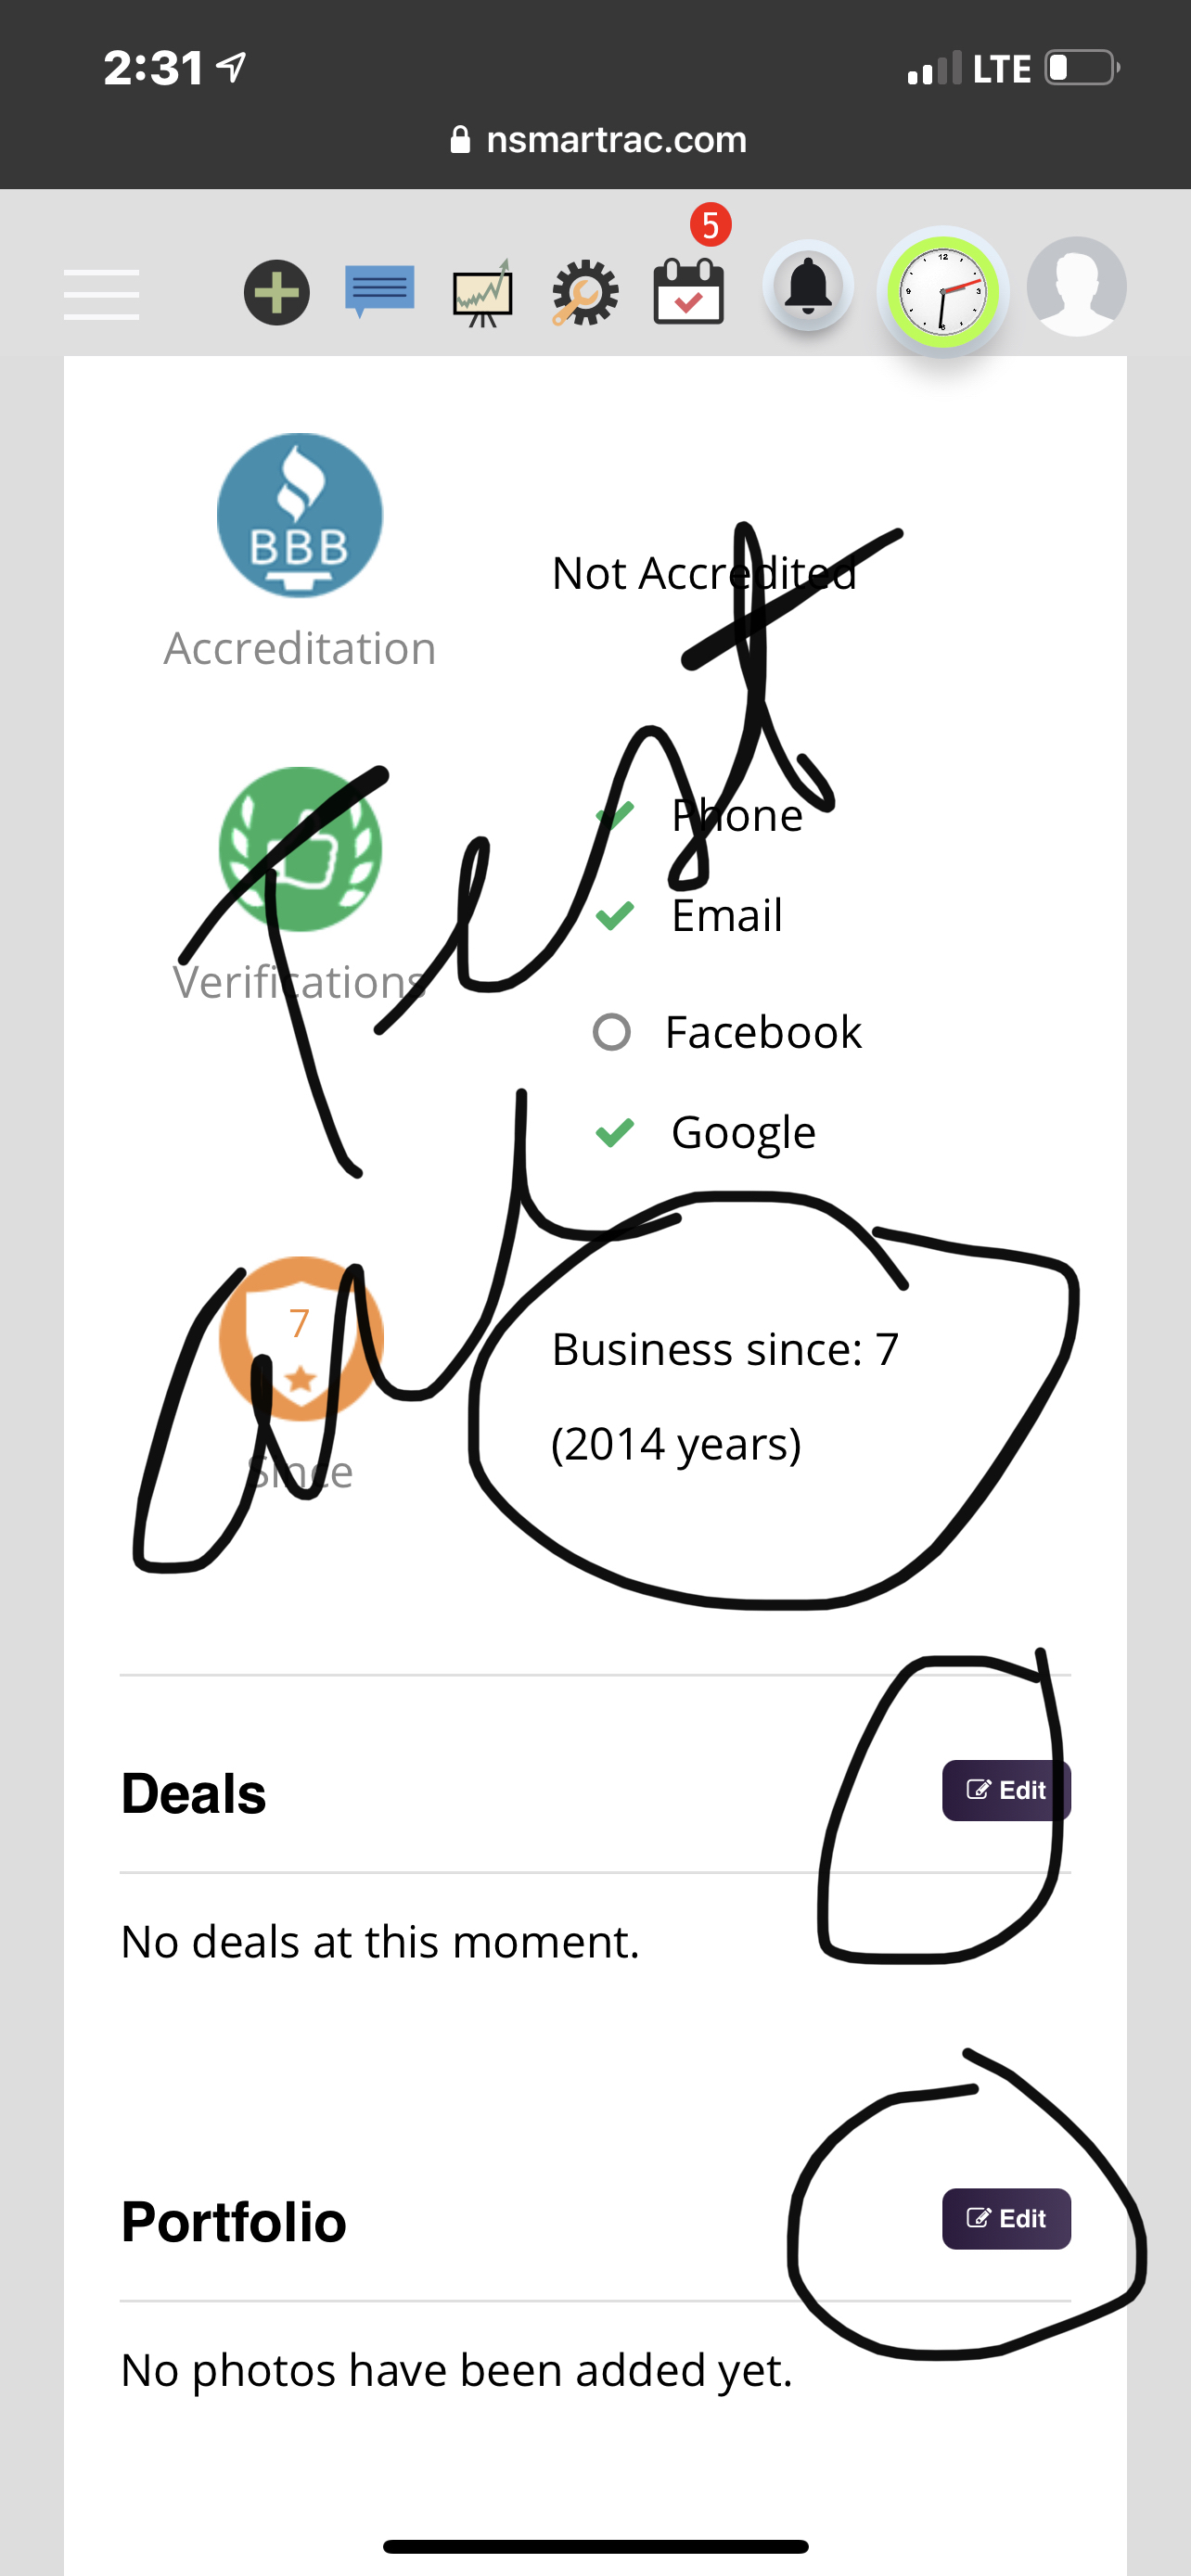 2:31 LTE
nsmartrac.com
5
BBB
Not Accredited
Accreditation
Test
Phone
Email
Verifications
Facebook
Google
7
Business since: 7
(2014 years)
Since
Deals
Edit
No deals at this moment.
Portfolio
Edit
No photos have been added yet.